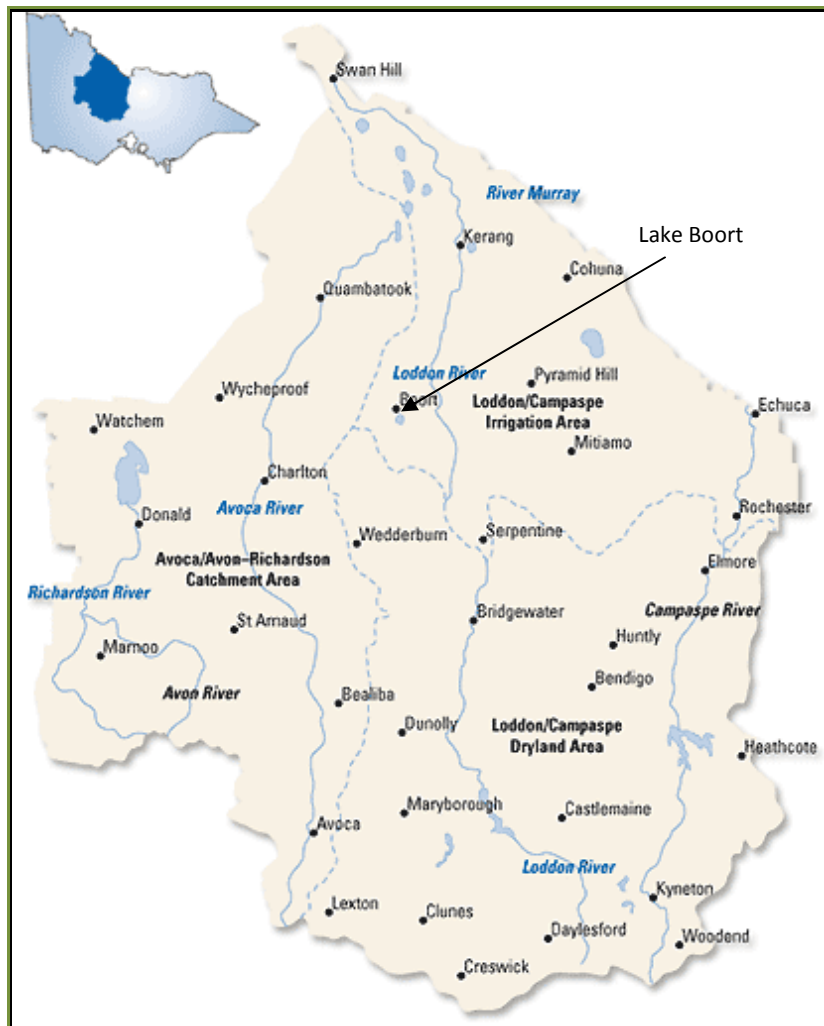 Swan Hill
River Murray
Lake Boort
Kerang
Cohuna
Quambatook
Loddon River
Pyramid Hill
Wycheproof
Boort
Loddon/Campaspe
Irrigation Area
Echuca
Watchem
Mitiamo
Charlton
Avoca River
Donald
Rochester
Wedderburn
Serpentine
Avoca/Avon–Richardson
Catchment Area
Elmore
Richardson River
Bridgewater
Campaspe River
St Arnaud
Huntly
Marnoo
Bendigo
Avon River
Bealiba
Dunolly
Loddon/Campaspe
Dryland Area
Heathcote
Maryborough
Castlemaine
Avoca
Loddon River
Kyneton
Lexton
Clunes
Daylesford
Woodend
Creswick